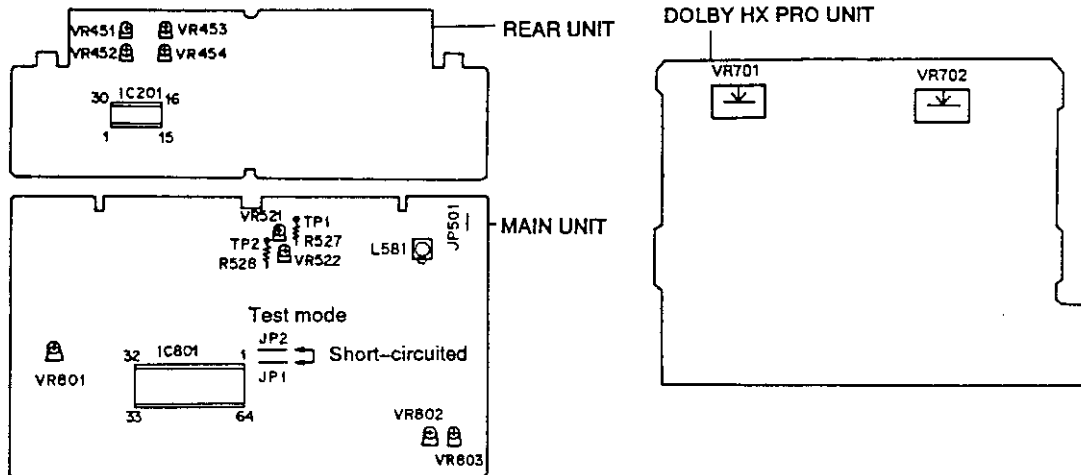 REAR UNIT
VR451 VR453
VR452 VR454
30 IC201 16
1 15
DOLBY HX PRO UNIT
VR701 VR702
MAIN UNIT
VR521 TP1
TP2 R527
R528 VR522
L581
JP501
Test mode
JP2
Short-circuited
JP1
32 IC801 1
33 64
VR801
VR802
VR803